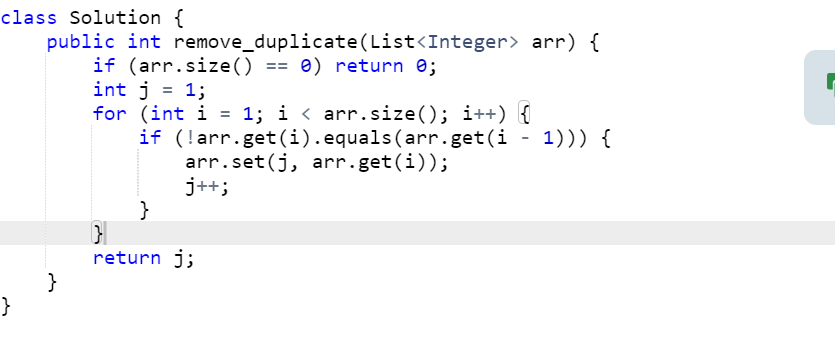 class Solution {
    public int remove_duplicate(List<Integer> arr) {
        if (arr.size() == 0) return 0;
        int j = 1;
        for (int i = 1; i < arr.size(); i++) {
            if (!arr.get(i).equals(arr.get(i - 1))) {
                arr.set(j, arr.get(i));
                j++;
            }
        }
        return j;
    }
}